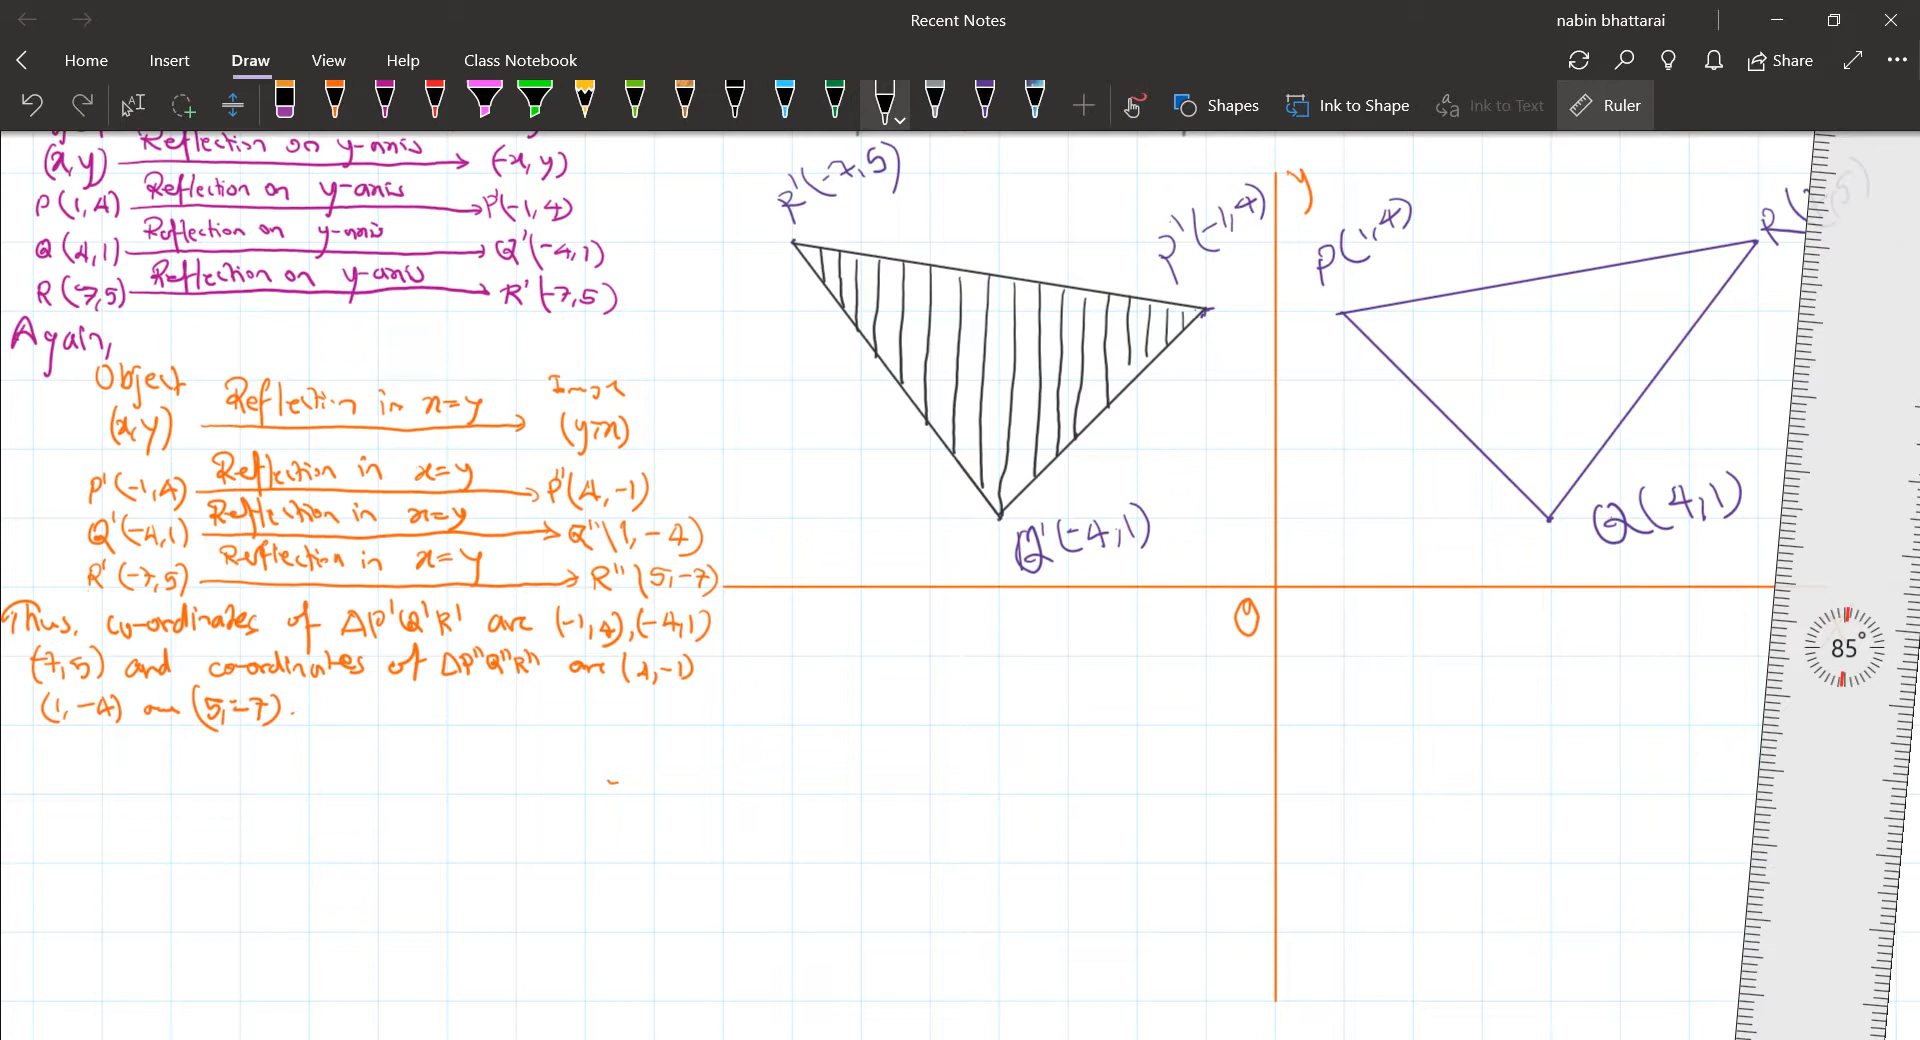 Recent Notes
nabin bhattarai
Home Insert Draw View Help Class Notebook
Share
Shapes Ink to Shape Ink to Text Ruler
Reflection on y-axis
(x,y) → (-x, y)
P(1,4) Reflection on y-axis → P'(-1,4)
Q(4,1) Reflection on y-axis → Q'(-4,1)
R(7,5) Reflection on y-axis → R'(-7,5)
Again,
Object
(x,y) Reflection in x=y → (y,x)
P'(-1,4) Reflection in x=y → P''(4,-1)
Q'(-4,1) Reflection in x=y → Q''(1,-4)
R'(-7,5) Reflection in x=y → R''(5,-7)
Thus, co-ordinates of ΔP'Q'R' are (-1,4),(-4,1)
(-7,5) and co-ordinates of ΔP''Q''R'' are (4,-1)
(1,-4) (5,-7).
R'(-7,5)
P'(-1,4)
y
P(1,4)
R
Q'(-4,1)
Q(4,1)
O
85°